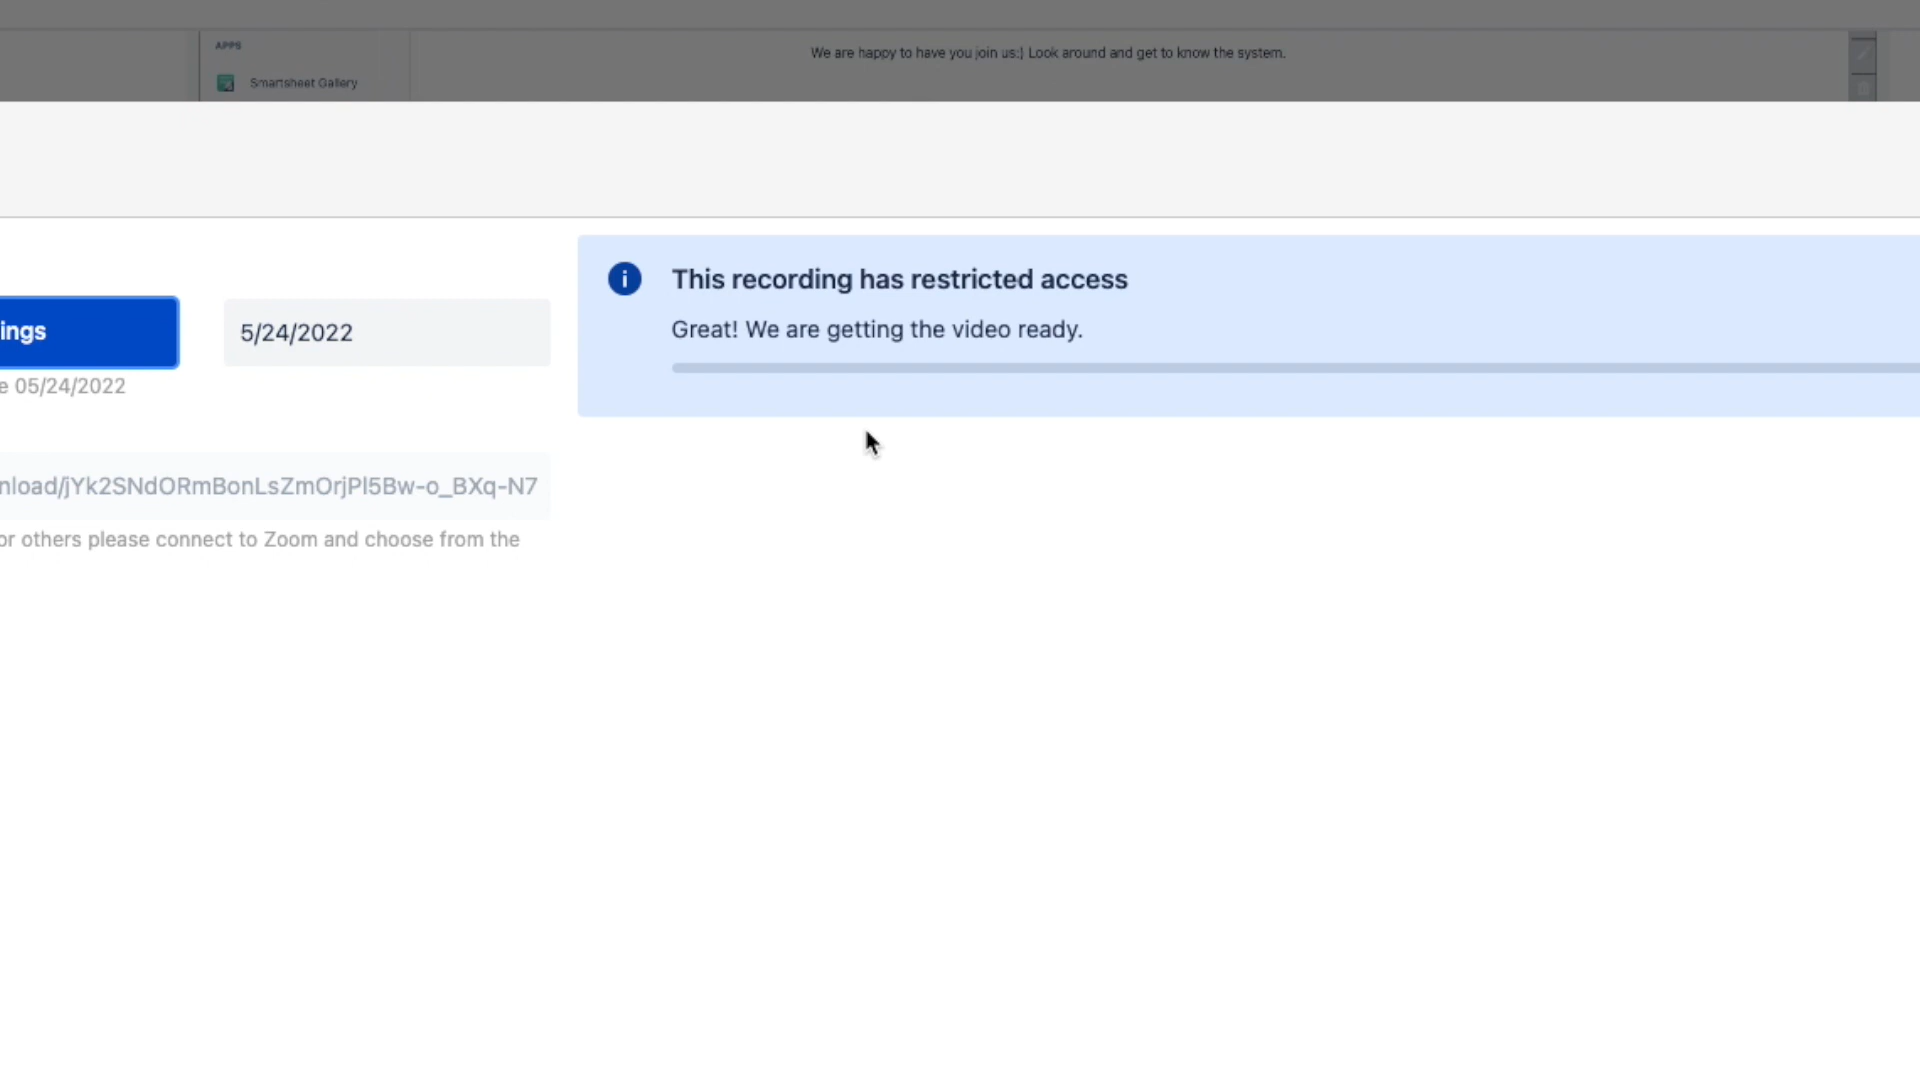 APPS
We are happy to have you join us:) Look around and get to know the system.
Smartsheet Gallery
This recording has restricted access
ings
5/24/2022
Great! We are getting the video ready.
e 05/24/2022
nload/jYk2SNdORmBonLsZmOrjPl5Bw-o_BXq-N7
or others please connect to Zoom and choose from the